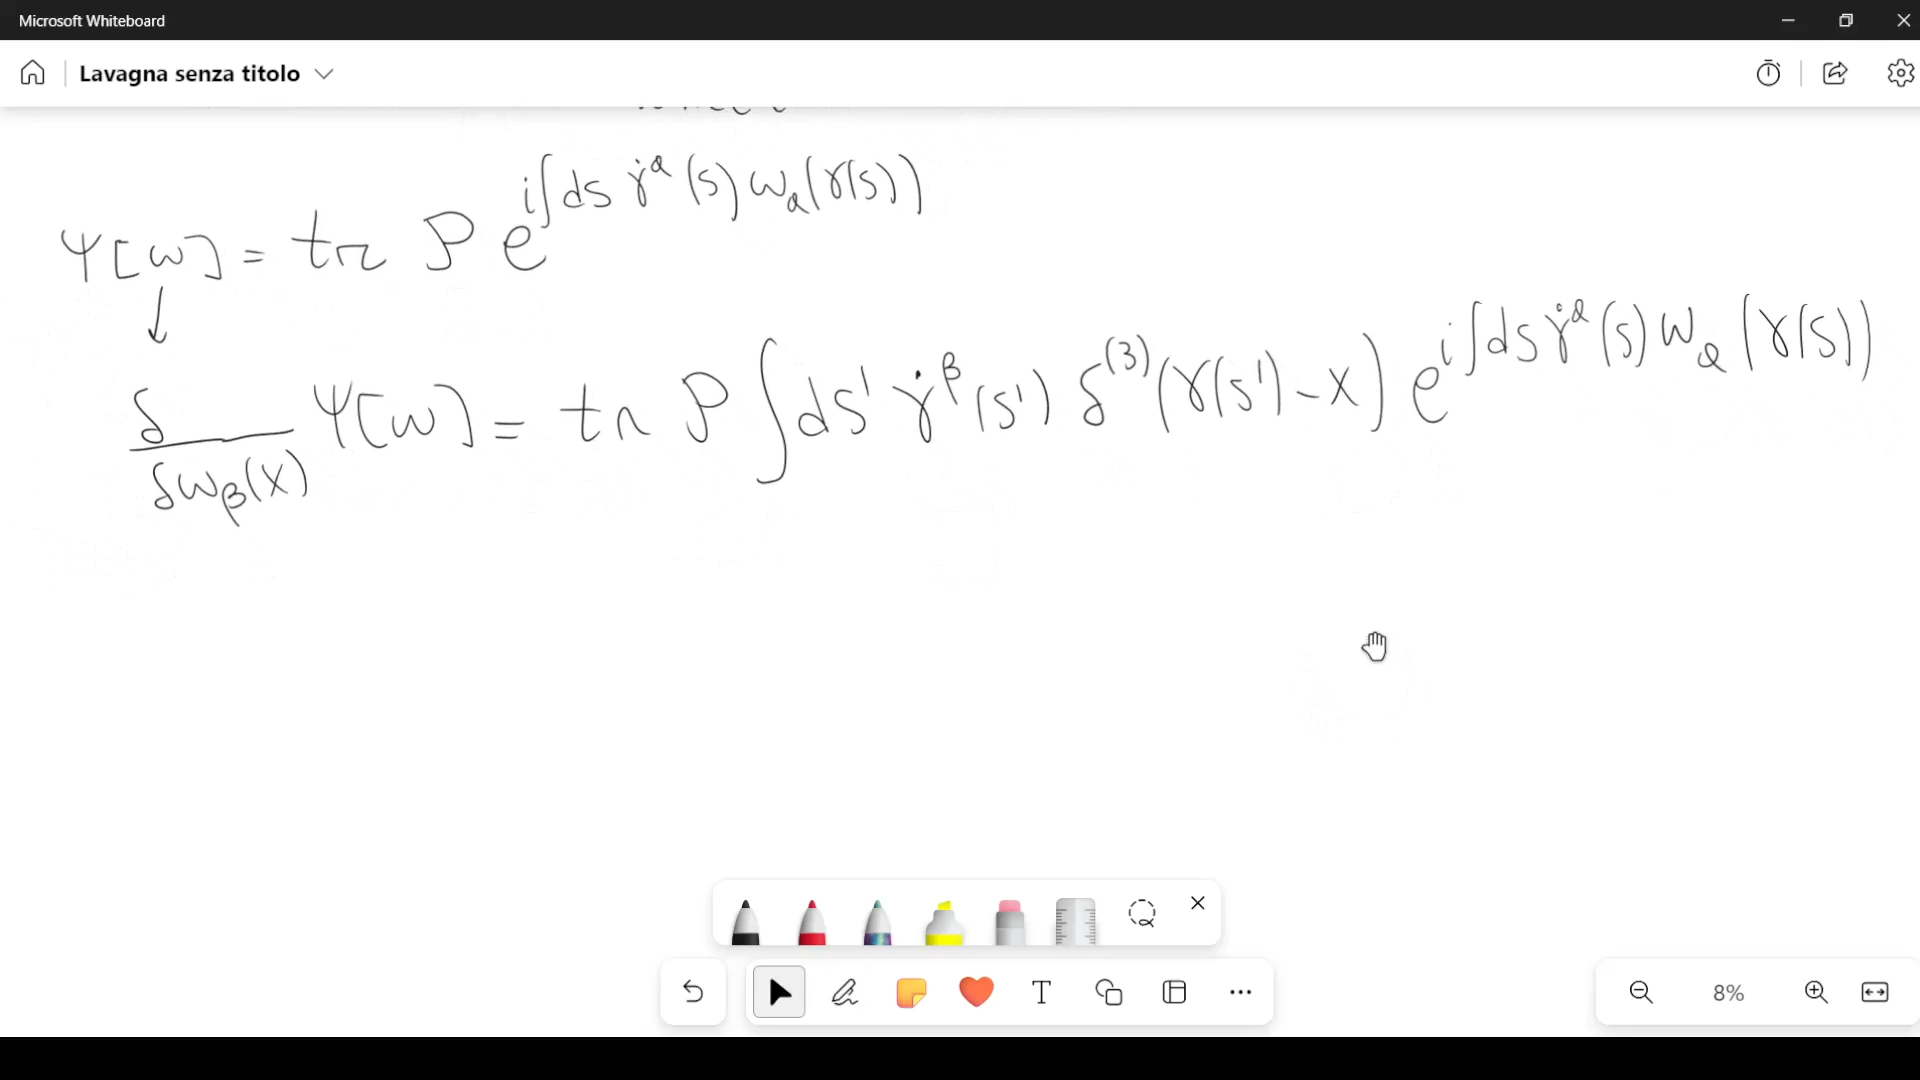 Microsoft Whiteboard
Lavagna senza titolo
Ψ[ω] = tr P e^{i∫ds γ̇^α(s) ω_α(γ(s))}
↓
δ/δω_β(x) Ψ[ω] = tr P ∫ds' γ̇^β(s') δ^{(3)}(γ(s')-x) e^{i∫ds γ̇^α(s) ω_α(γ(s))}
T
8%